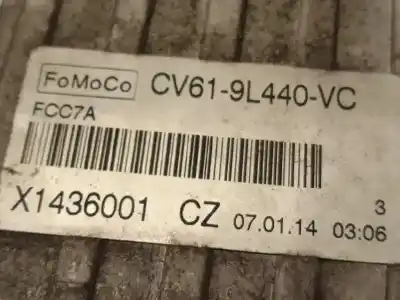 FoMoCo CV61-9L440-VC
FCC7A
3
X1436001 CZ 07.01.14 03:06